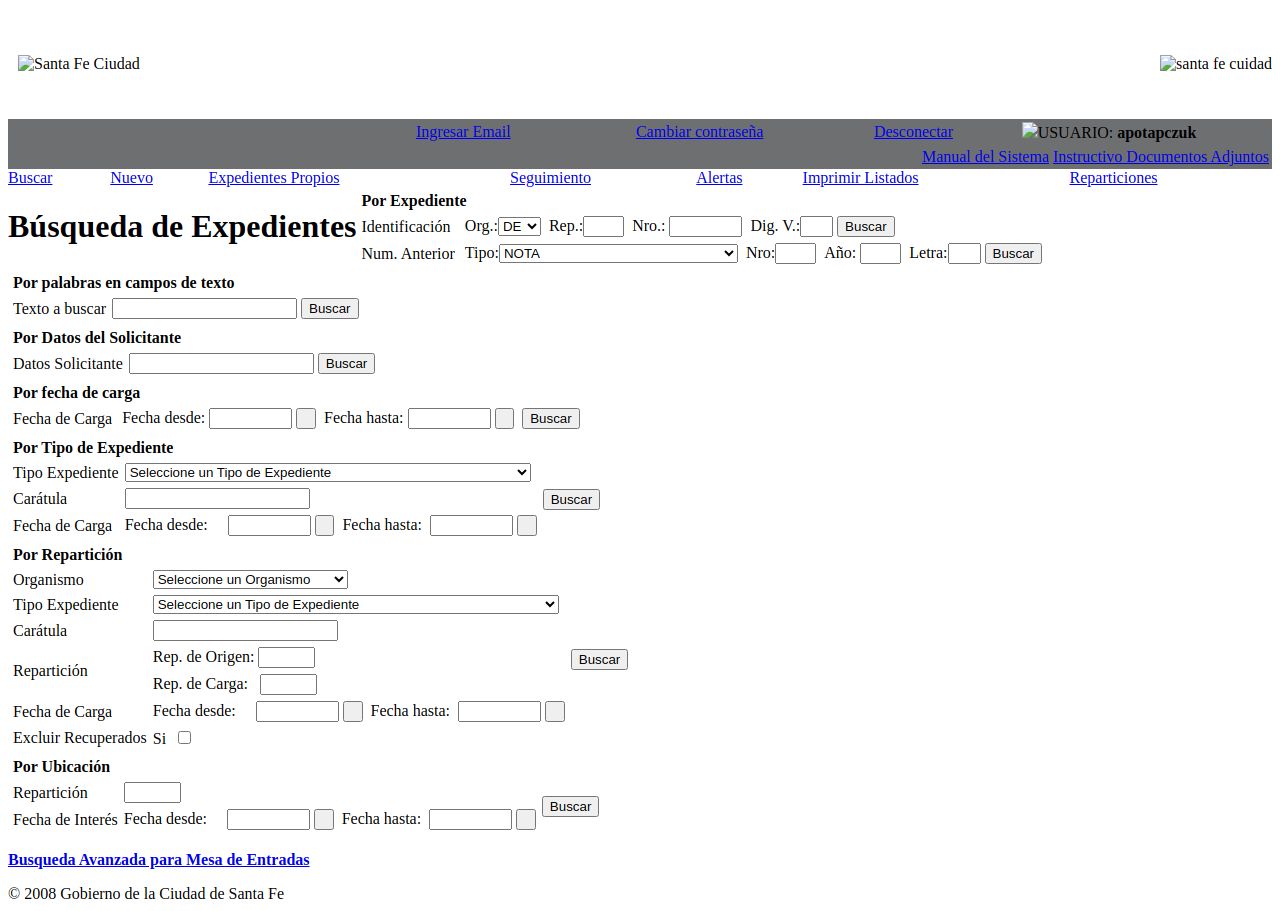 Santa Fe Ciudad
santa fe cuidad
Ingresar Email Cambiar contraseña Desconectar USUARIO: apotapczuk
Manual del Sistema Instructivo Documentos Adjuntos
Buscar Nuevo Expedientes Propios Seguimiento Alertas Imprimir Listados Reparticiones
Búsqueda de Expedientes
Por Expediente
Identificación Org.: DE Rep.: Nro.: Dig. V.: Buscar
Num. Anterior Tipo: NOTA Nro: Año: Letra: Buscar
Por palabras en campos de texto
Texto a buscar Buscar
Por Datos del Solicitante
Datos Solicitante Buscar
Por fecha de carga
Fecha de Carga Fecha desde: Fecha hasta: Buscar
Por Tipo de Expediente
Tipo Expediente Seleccione un Tipo de Expediente
Carátula Buscar
Fecha de Carga Fecha desde: Fecha hasta:
Por Repartición
Organismo Seleccione un Organismo
Tipo Expediente Seleccione un Tipo de Expediente
Carátula
Repartición Rep. de Origen: Buscar
Rep. de Carga:
Fecha de Carga Fecha desde: Fecha hasta:
Excluir Recuperados Si
Por Ubicación
Repartición Buscar
Fecha de Interés Fecha desde: Fecha hasta:
Busqueda Avanzada para Mesa de Entradas
© 2008 Gobierno de la Ciudad de Santa Fe